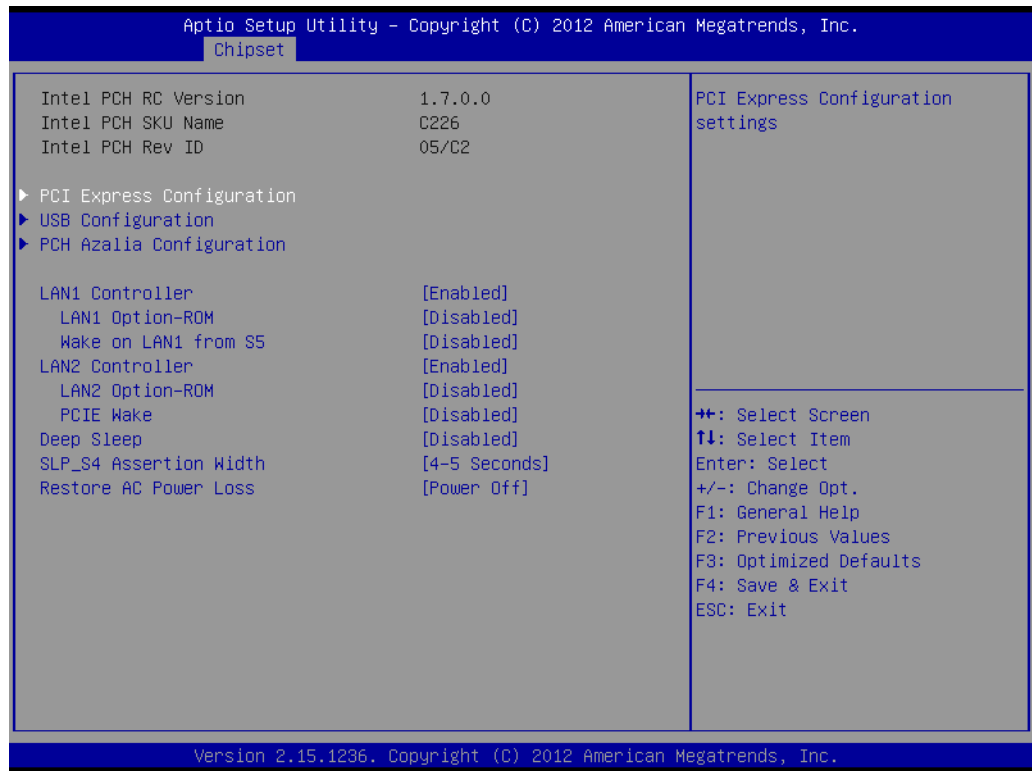 Aptio Setup Utility – Copyright (C) 2012 American Megatrends, Inc.
Chipset
Intel PCH RC Version 1.7.0.0
Intel PCH SKU Name C226
Intel PCH Rev ID 05/C2
► PCI Express Configuration
► USB Configuration
► PCH Azalia Configuration
LAN1 Controller [Enabled]
LAN1 Option-ROM [Disabled]
Wake on LAN1 from S5 [Disabled]
LAN2 Controller [Enabled]
LAN2 Option-ROM [Disabled]
PCIE Wake [Disabled]
Deep Sleep [Disabled]
SLP_S4 Assertion Width [4-5 Seconds]
Restore AC Power Loss [Power Off]
PCI Express Configuration
settings
→←: Select Screen
↑↓: Select Item
Enter: Select
+/-: Change Opt.
F1: General Help
F2: Previous Values
F3: Optimized Defaults
F4: Save & Exit
ESC: Exit
Version 2.15.1236. Copyright (C) 2012 American Megatrends, Inc.